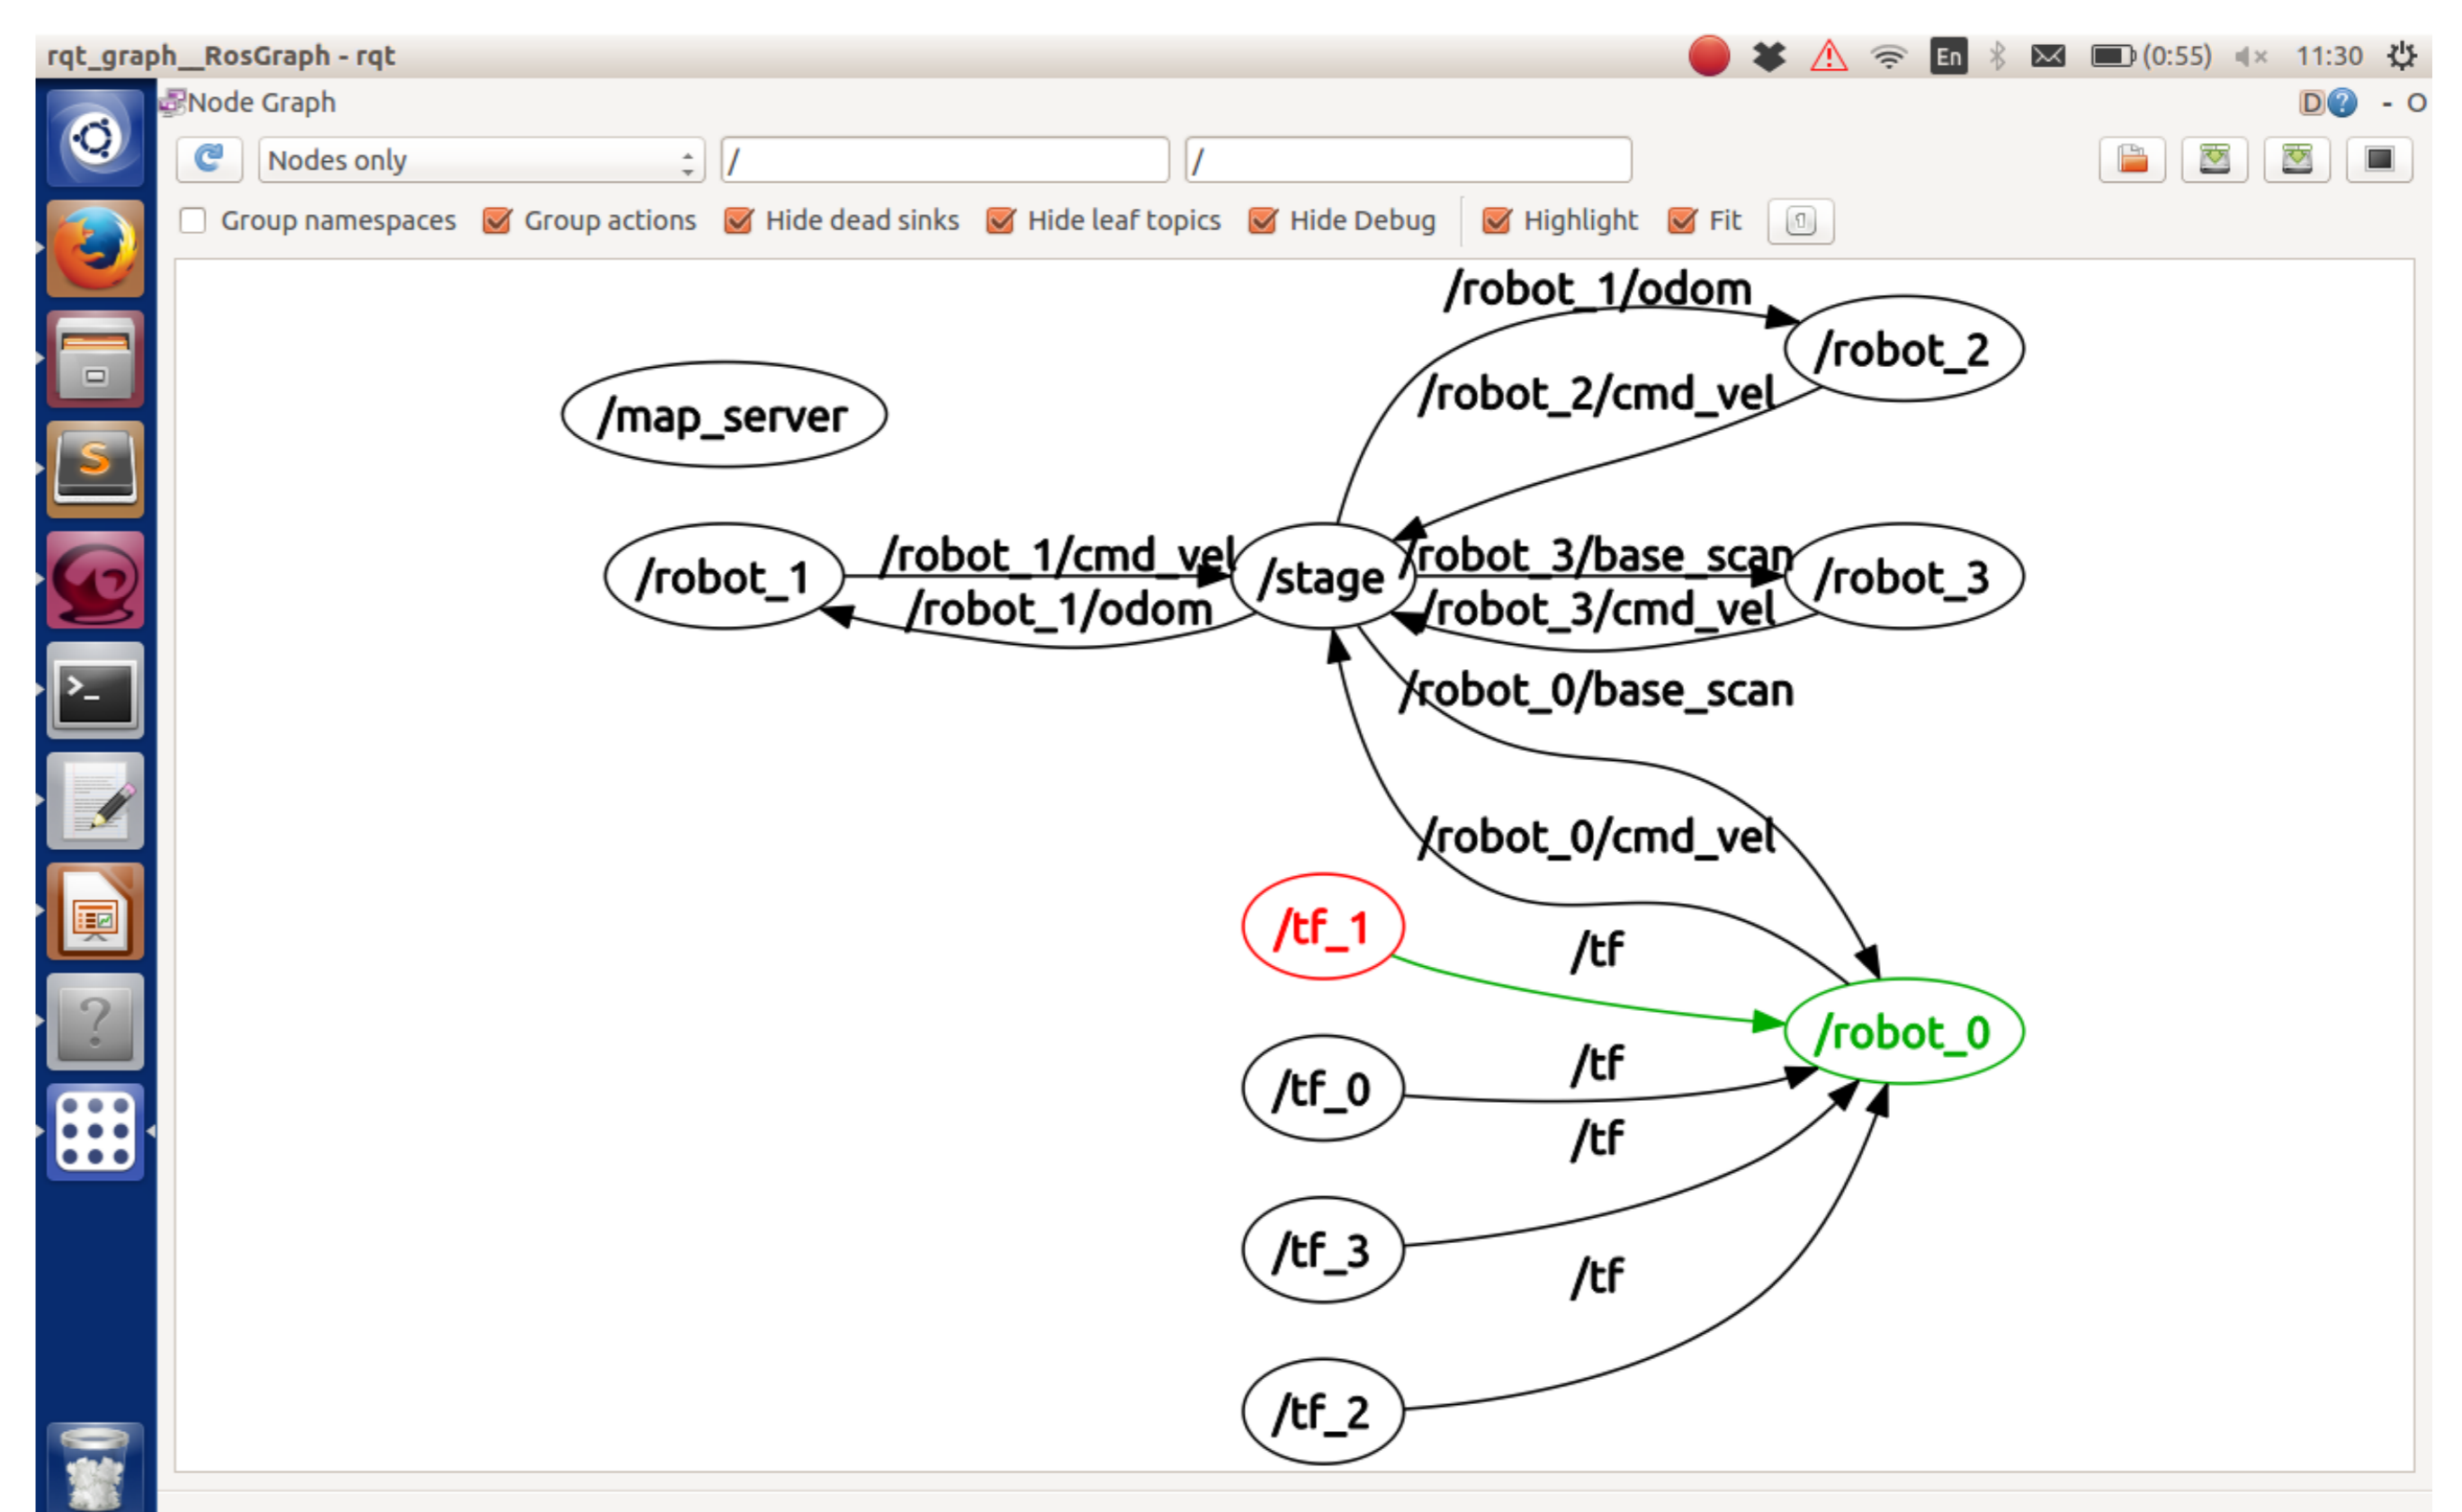 rqt_graph__RosGraph - rqt
En
(0:55)
11:30
Node Graph
D
?
- O
Nodes only
/
/
Group namespaces
Group actions
Hide dead sinks
Hide leaf topics
Hide Debug
Highlight
Fit
/robot_1/odom
/robot_2
/robot_2/cmd_vel
/map_server
/robot_1
/robot_1/cmd_vel
/robot_1/odom
/stage
/robot_3/base_scan
/robot_3/cmd_vel
/robot_3
/robot_0/base_scan
/robot_0/cmd_vel
/tf_1
/tf
/robot_0
/tf_0
/tf
/tf
/tf_3
/tf
/tf_2